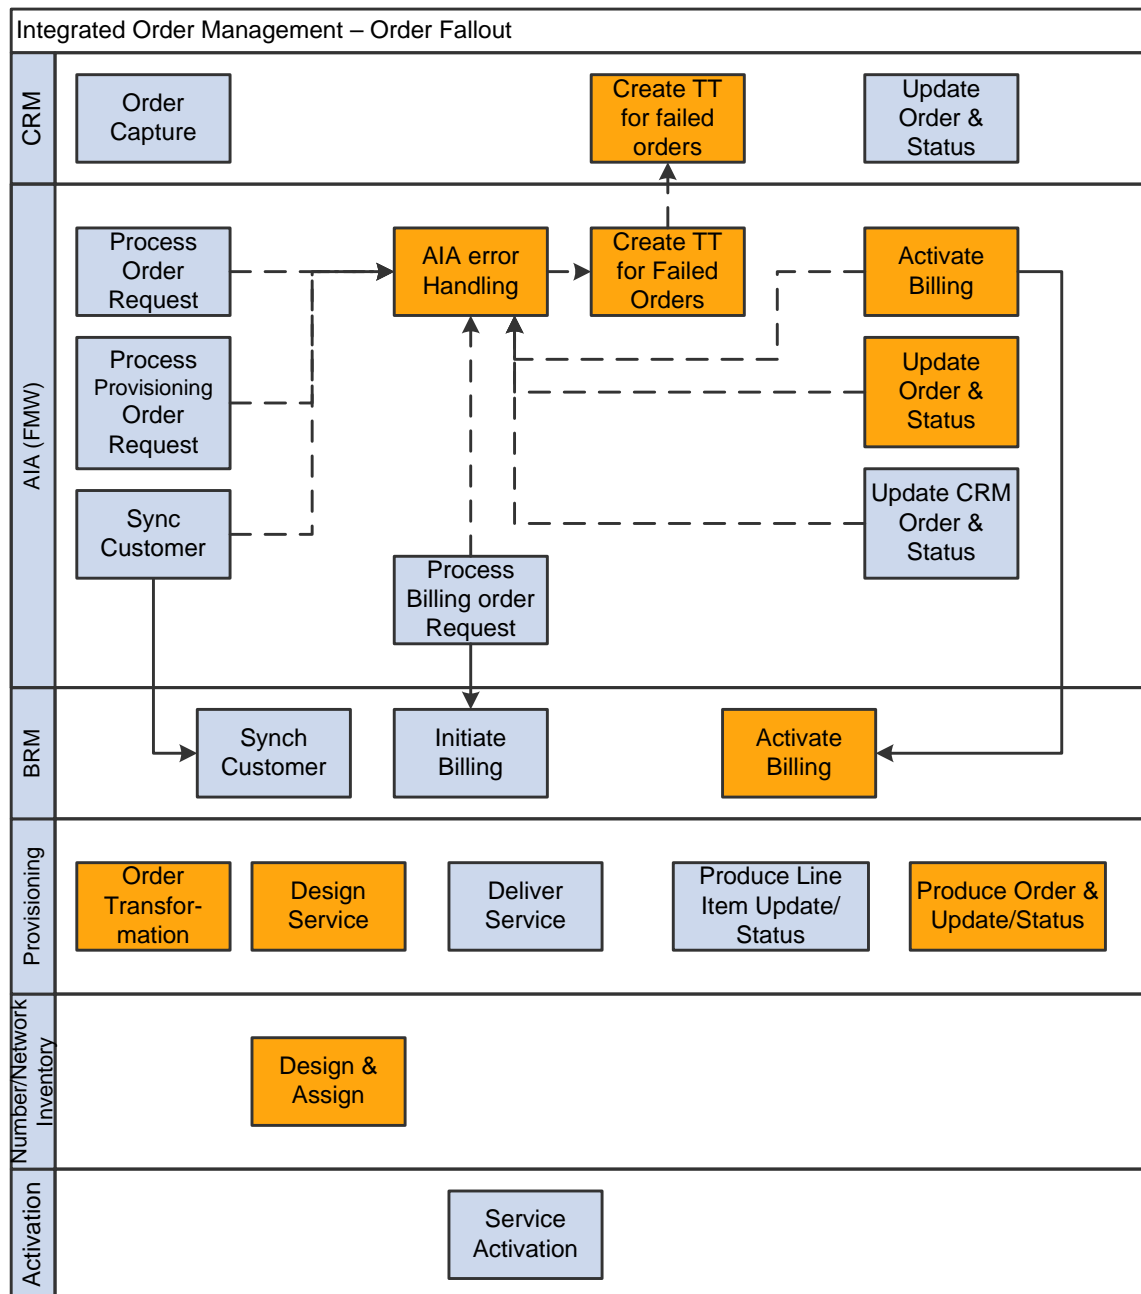 Integrated Order Management – Order Fallout
CRM
Order
Capture
Create TT
for failed
orders
Update
Order &
Status
AIA (FMW)
Process
Order
Request
AIA error
Handling
Create TT
for Failed
Orders
Activate
Billing
Process
Provisioning
Order
Request
Update
Order &
Status
Sync
Customer
Update CRM
Order &
Status
Process
Billing order
Request
BRM
Synch
Customer
Initiate
Billing
Activate
Billing
Provisioning
Order
Transfor-
mation
Design
Service
Deliver
Service
Produce Line
Item Update/
Status
Produce Order &
Update/Status
Number/Network
Inventory
Design &
Assign
Activation
Service
Activation